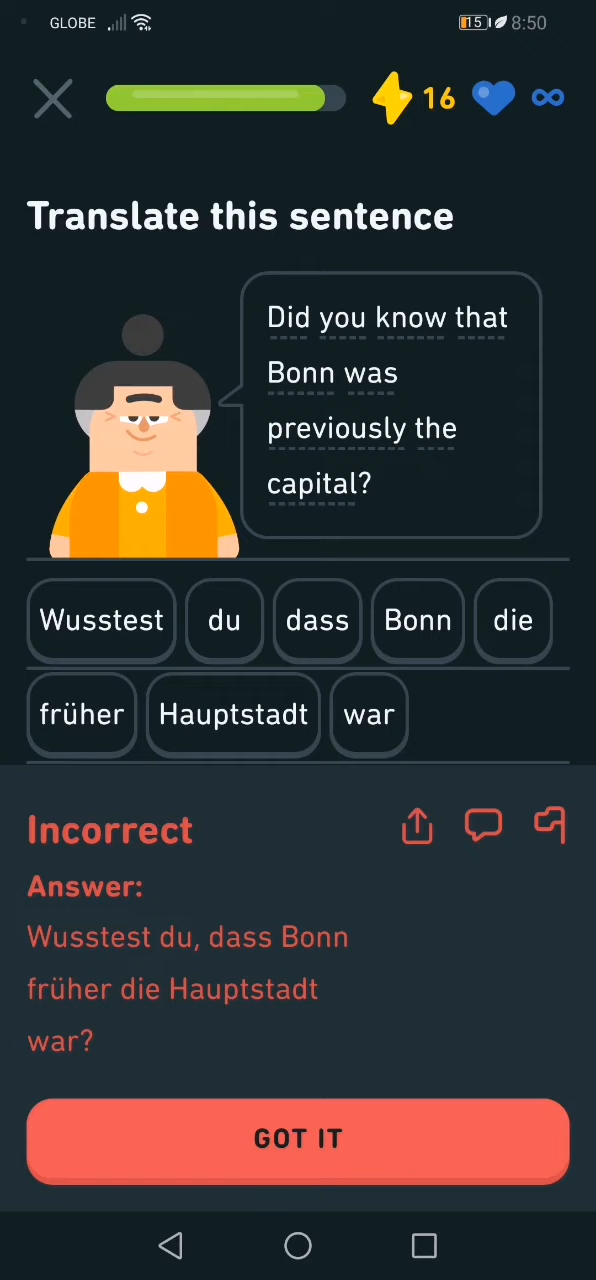 GLOBE 15 8:50
16 ∞
Translate this sentence
Did you know that
Bonn was
previously the
capital?
Wusstest du dass Bonn die
früher Hauptstadt war
Incorrect
Answer:
Wusstest du, dass Bonn
früher die Hauptstadt
war?
GOT IT